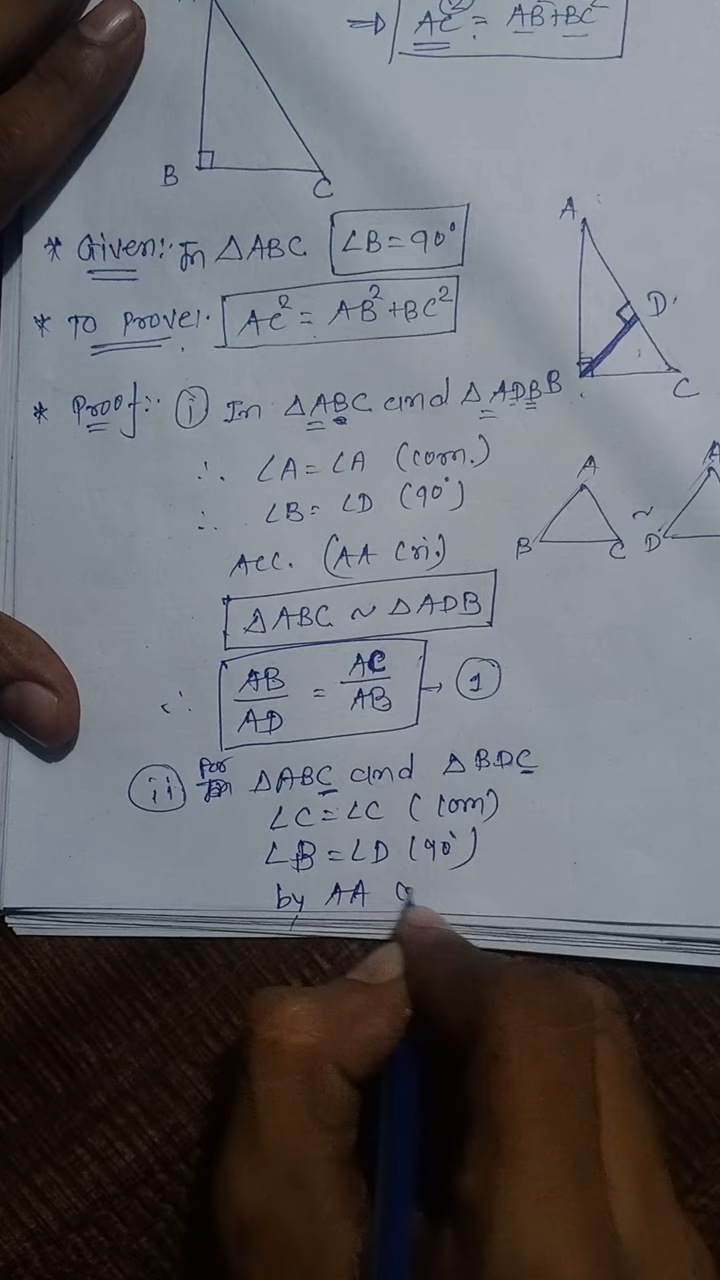 ⇒ AC² = AB²+BC²
B
C
* Given:- In △ABC ∠B=90°
* To Prove:- AC² = AB²+BC²
A
D
B
C
* Proof:- (i) In △ABC and △ADB
∴ ∠A=∠A (com.)
∴ ∠B=∠D (90°)
Acc. (AA Cri.)
△ABC ~ △ADB
A
B
C
~
A
D
∴ AB/AD = AC/AB → (1)
(ii) For △ABC and △BDC
∠C=∠C (com)
∠B=∠D (90°)
by AA